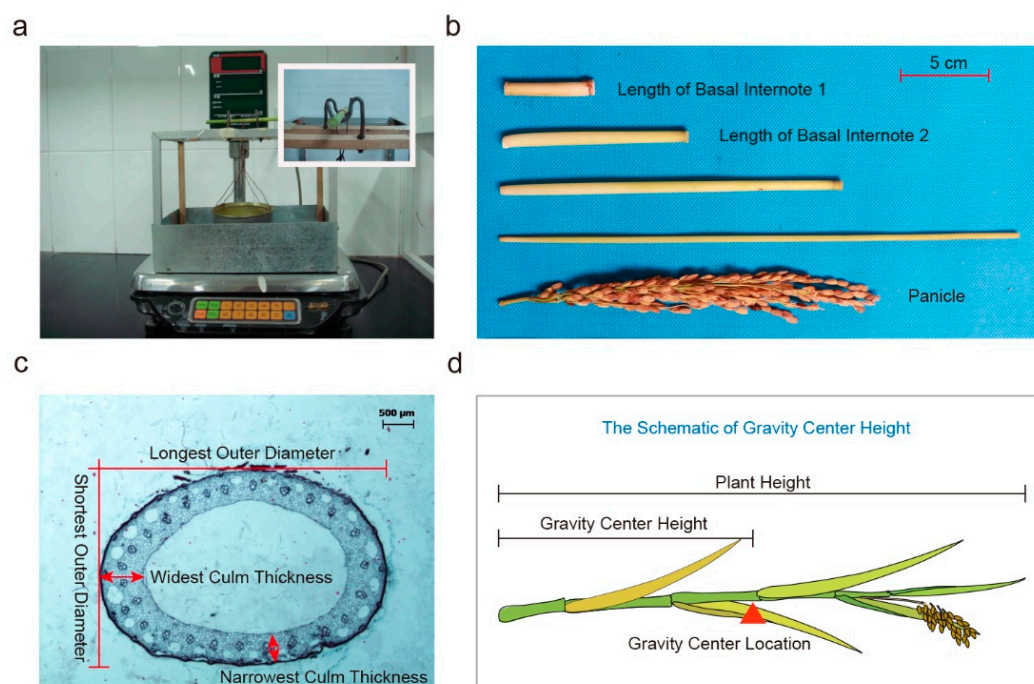 a
b
5 cm
Length of Basal Internote 1
Length of Basal Internote 2
Panicle
c
500 µm
Longest Outer Diameter
Shortest Outer Diameter
Widest Culm Thickness
Narrowest Culm Thickness
d
The Schematic of Gravity Center Height
Plant Height
Gravity Center Height
Gravity Center Location